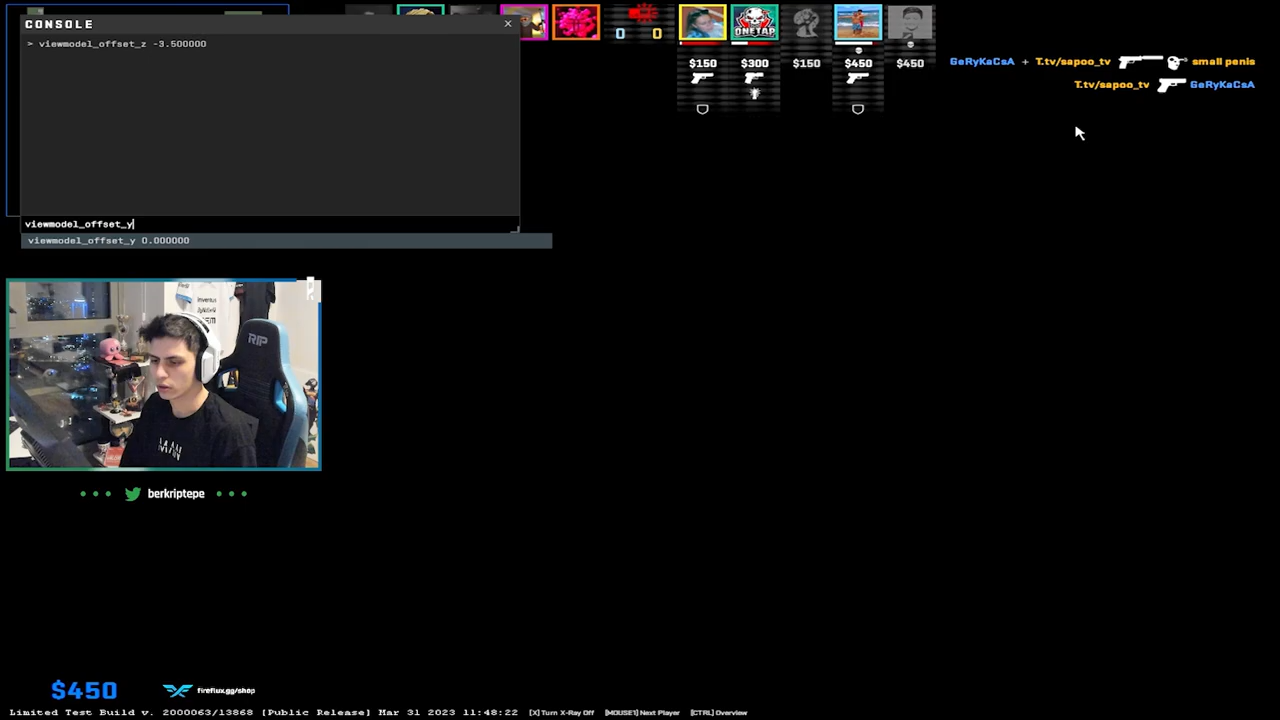 CONSOLE
> viewmodel_offset_z -3.500000
viewmodel_offset_y
viewmodel_offset_y 0.000000
ONETAP
0 0
$150 $300 $150 $450 $450
GeRyKaCsA + T.tv/sapoo_tv small penis
T.tv/sapoo_tv GeRyKaCsA
RIP
berkriptepe
$450
fireflux.gg/shop
Limited Test Build v. 2000063/13868 [Public Release] Mar 31 2023 11:48:22 [X] Turn X-Ray Off [MOUSE1] Next Player [CTRL] Overview